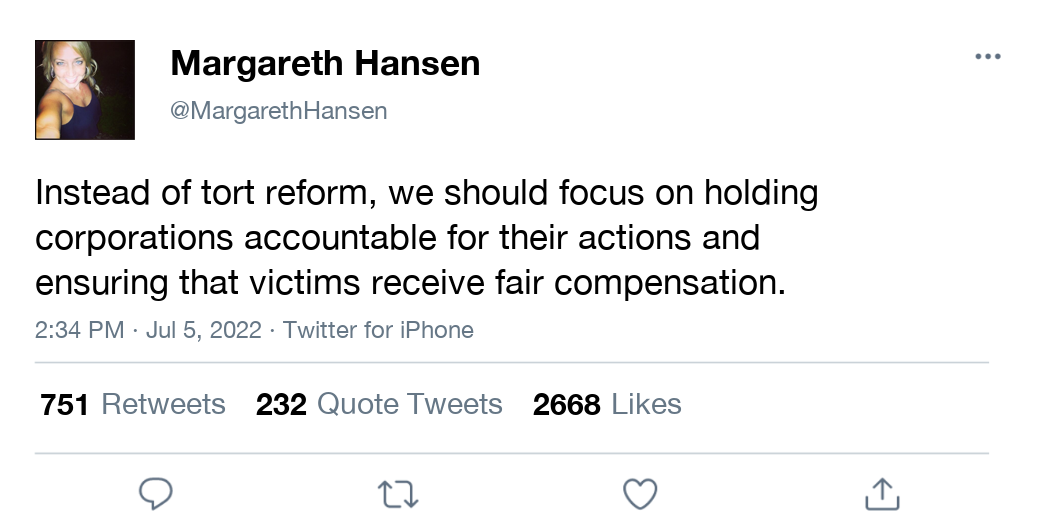 Margareth Hansen
@MargarethHansen
Instead of tort reform, we should focus on holding
corporations accountable for their actions and
ensuring that victims receive fair compensation.
2:34 PM · Jul 5, 2022 · Twitter for iPhone
751 Retweets 232 Quote Tweets 2668 Likes